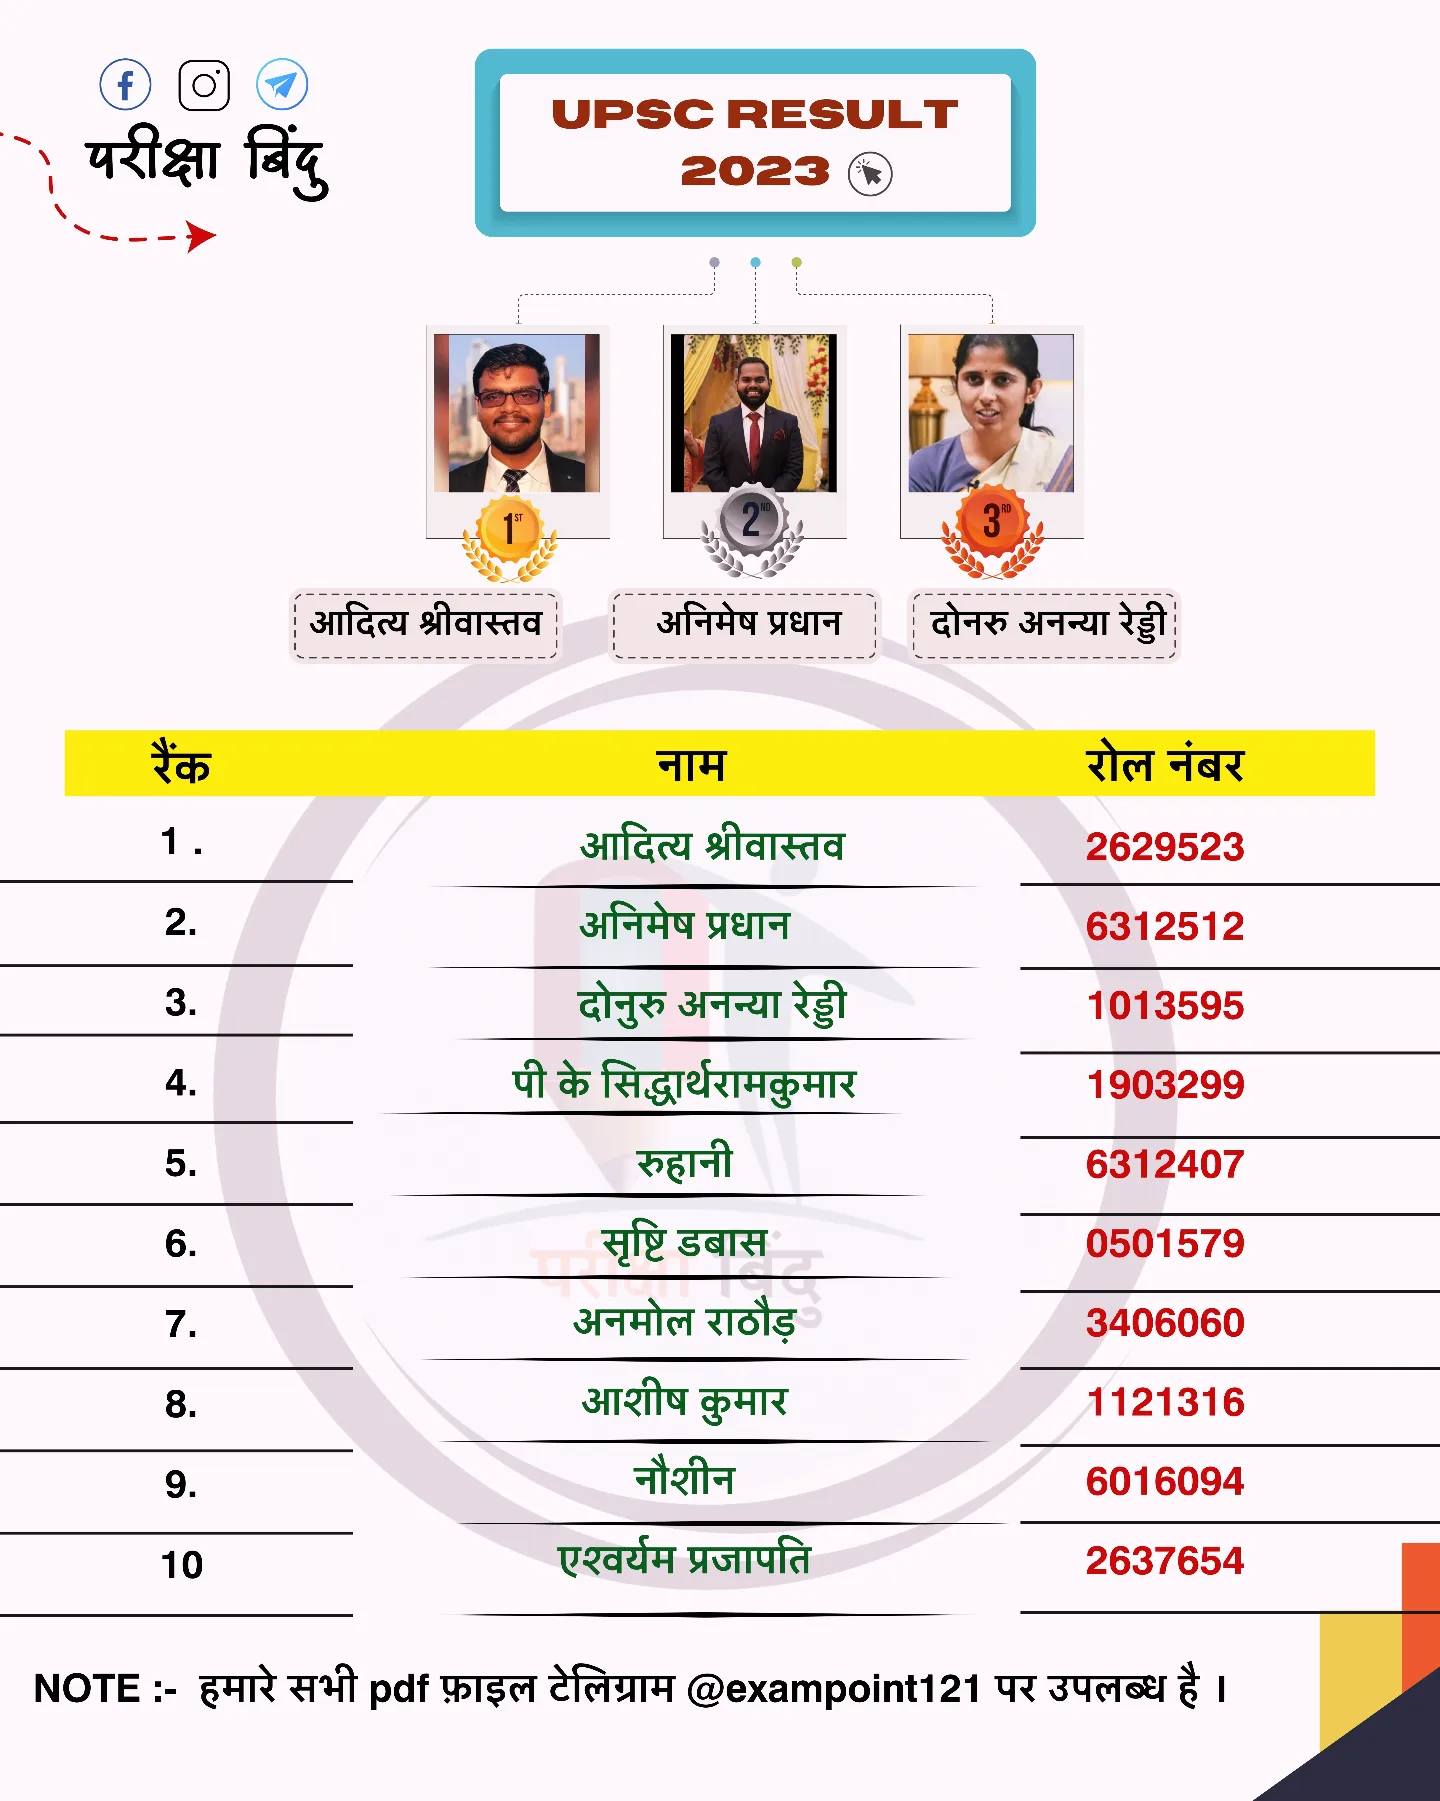 परीक्षा बिंदु
UPSC RESULT
2023
1ST
2ND
3RD
आदित्य श्रीवास्तव
अनिमेष प्रधान
दोनरु अनन्या रेड्डी
रैंक नाम रोल नंबर
1 . आदित्य श्रीवास्तव 2629523
2. अनिमेष प्रधान 6312512
3. दोनुरु अनन्या रेड्डी 1013595
4. पी के सिद्धार्थरामकुमार 1903299
5. रुहानी 6312407
6. सृष्टि डबास 0501579
परीक्षा बिंदु
7. अनमोल राठौड़ 3406060
8. आशीष कुमार 1121316
9. नौशीन 6016094
10 एश्वर्यम प्रजापति 2637654
NOTE :- हमारे सभी pdf फ़ाइल टेलिग्राम @exampoint121 पर उपलब्ध है ।